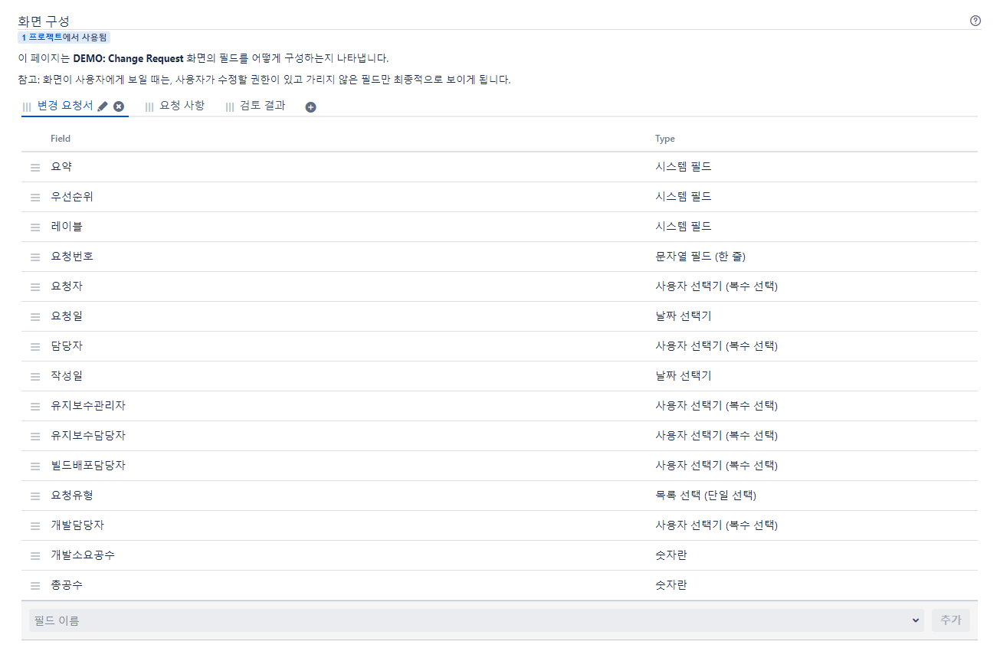 화면 구성
1 프로젝트에서 사용됨
이 페이지는 DEMO: Change Request 화면의 필드를 어떻게 구성하는지 나타냅니다.
참고: 화면이 사용자에게 보일 때는, 사용자가 수정할 권한이 있고 가리지 않은 필드만 최종적으로 보이게 됩니다.
변경 요청서 요청 사항 검토 결과
Field Type
요약 시스템 필드
우선순위 시스템 필드
레이블 시스템 필드
요청번호 문자열 필드 (한 줄)
요청자 사용자 선택기 (복수 선택)
요청일 날짜 선택기
담당자 사용자 선택기 (복수 선택)
작성일 날짜 선택기
유지보수관리자 사용자 선택기 (복수 선택)
유지보수담당자 사용자 선택기 (복수 선택)
빌드배포담당자 사용자 선택기 (복수 선택)
요청유형 목록 선택 (단일 선택)
개발담당자 사용자 선택기 (복수 선택)
개발소요공수 숫자란
총공수 숫자란
필드 이름 추가